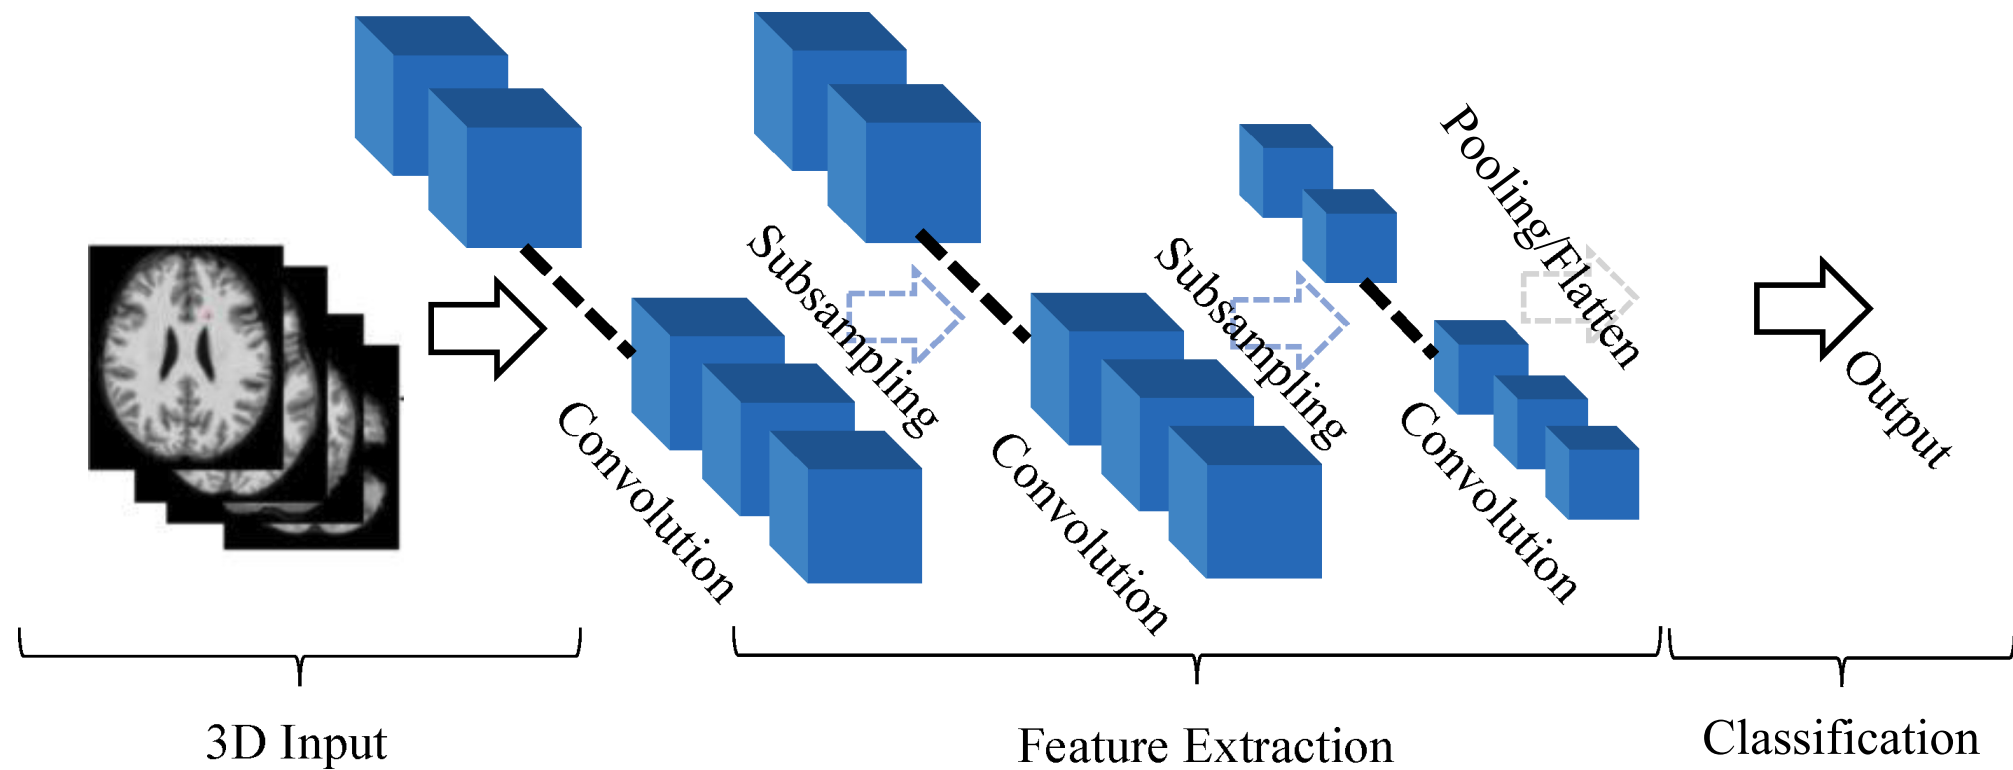 Subsampling
Subsampling
Pooling/Flatten
Convolution
Convolution
Convolution
Output
3D Input
Feature Extraction
Classification